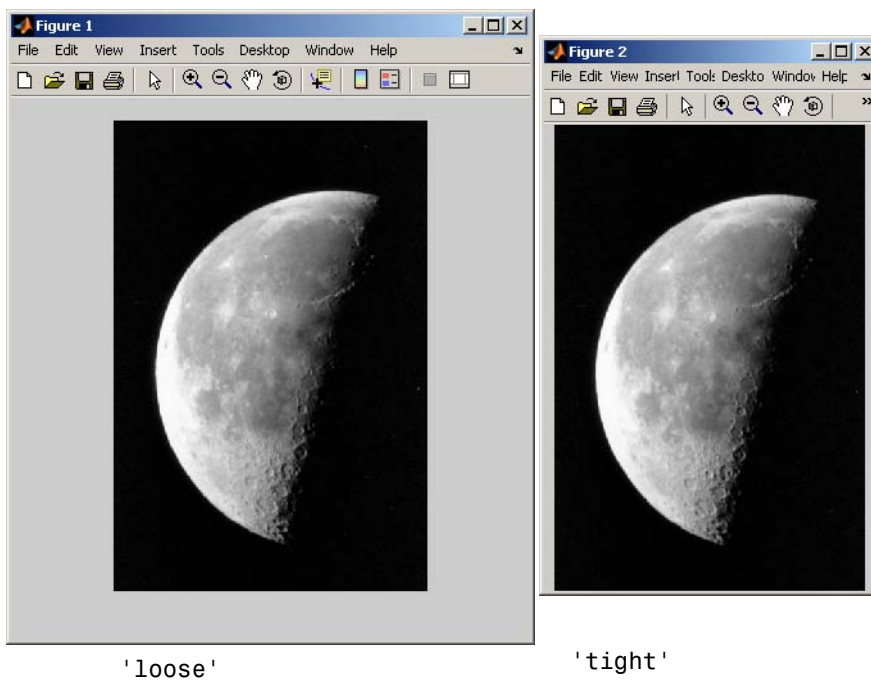 Figure 1
File Edit View Insert Tools Desktop Window Help
Figure 2
File Edit View Insert Tools Deskto Window Help
'loose'
'tight'